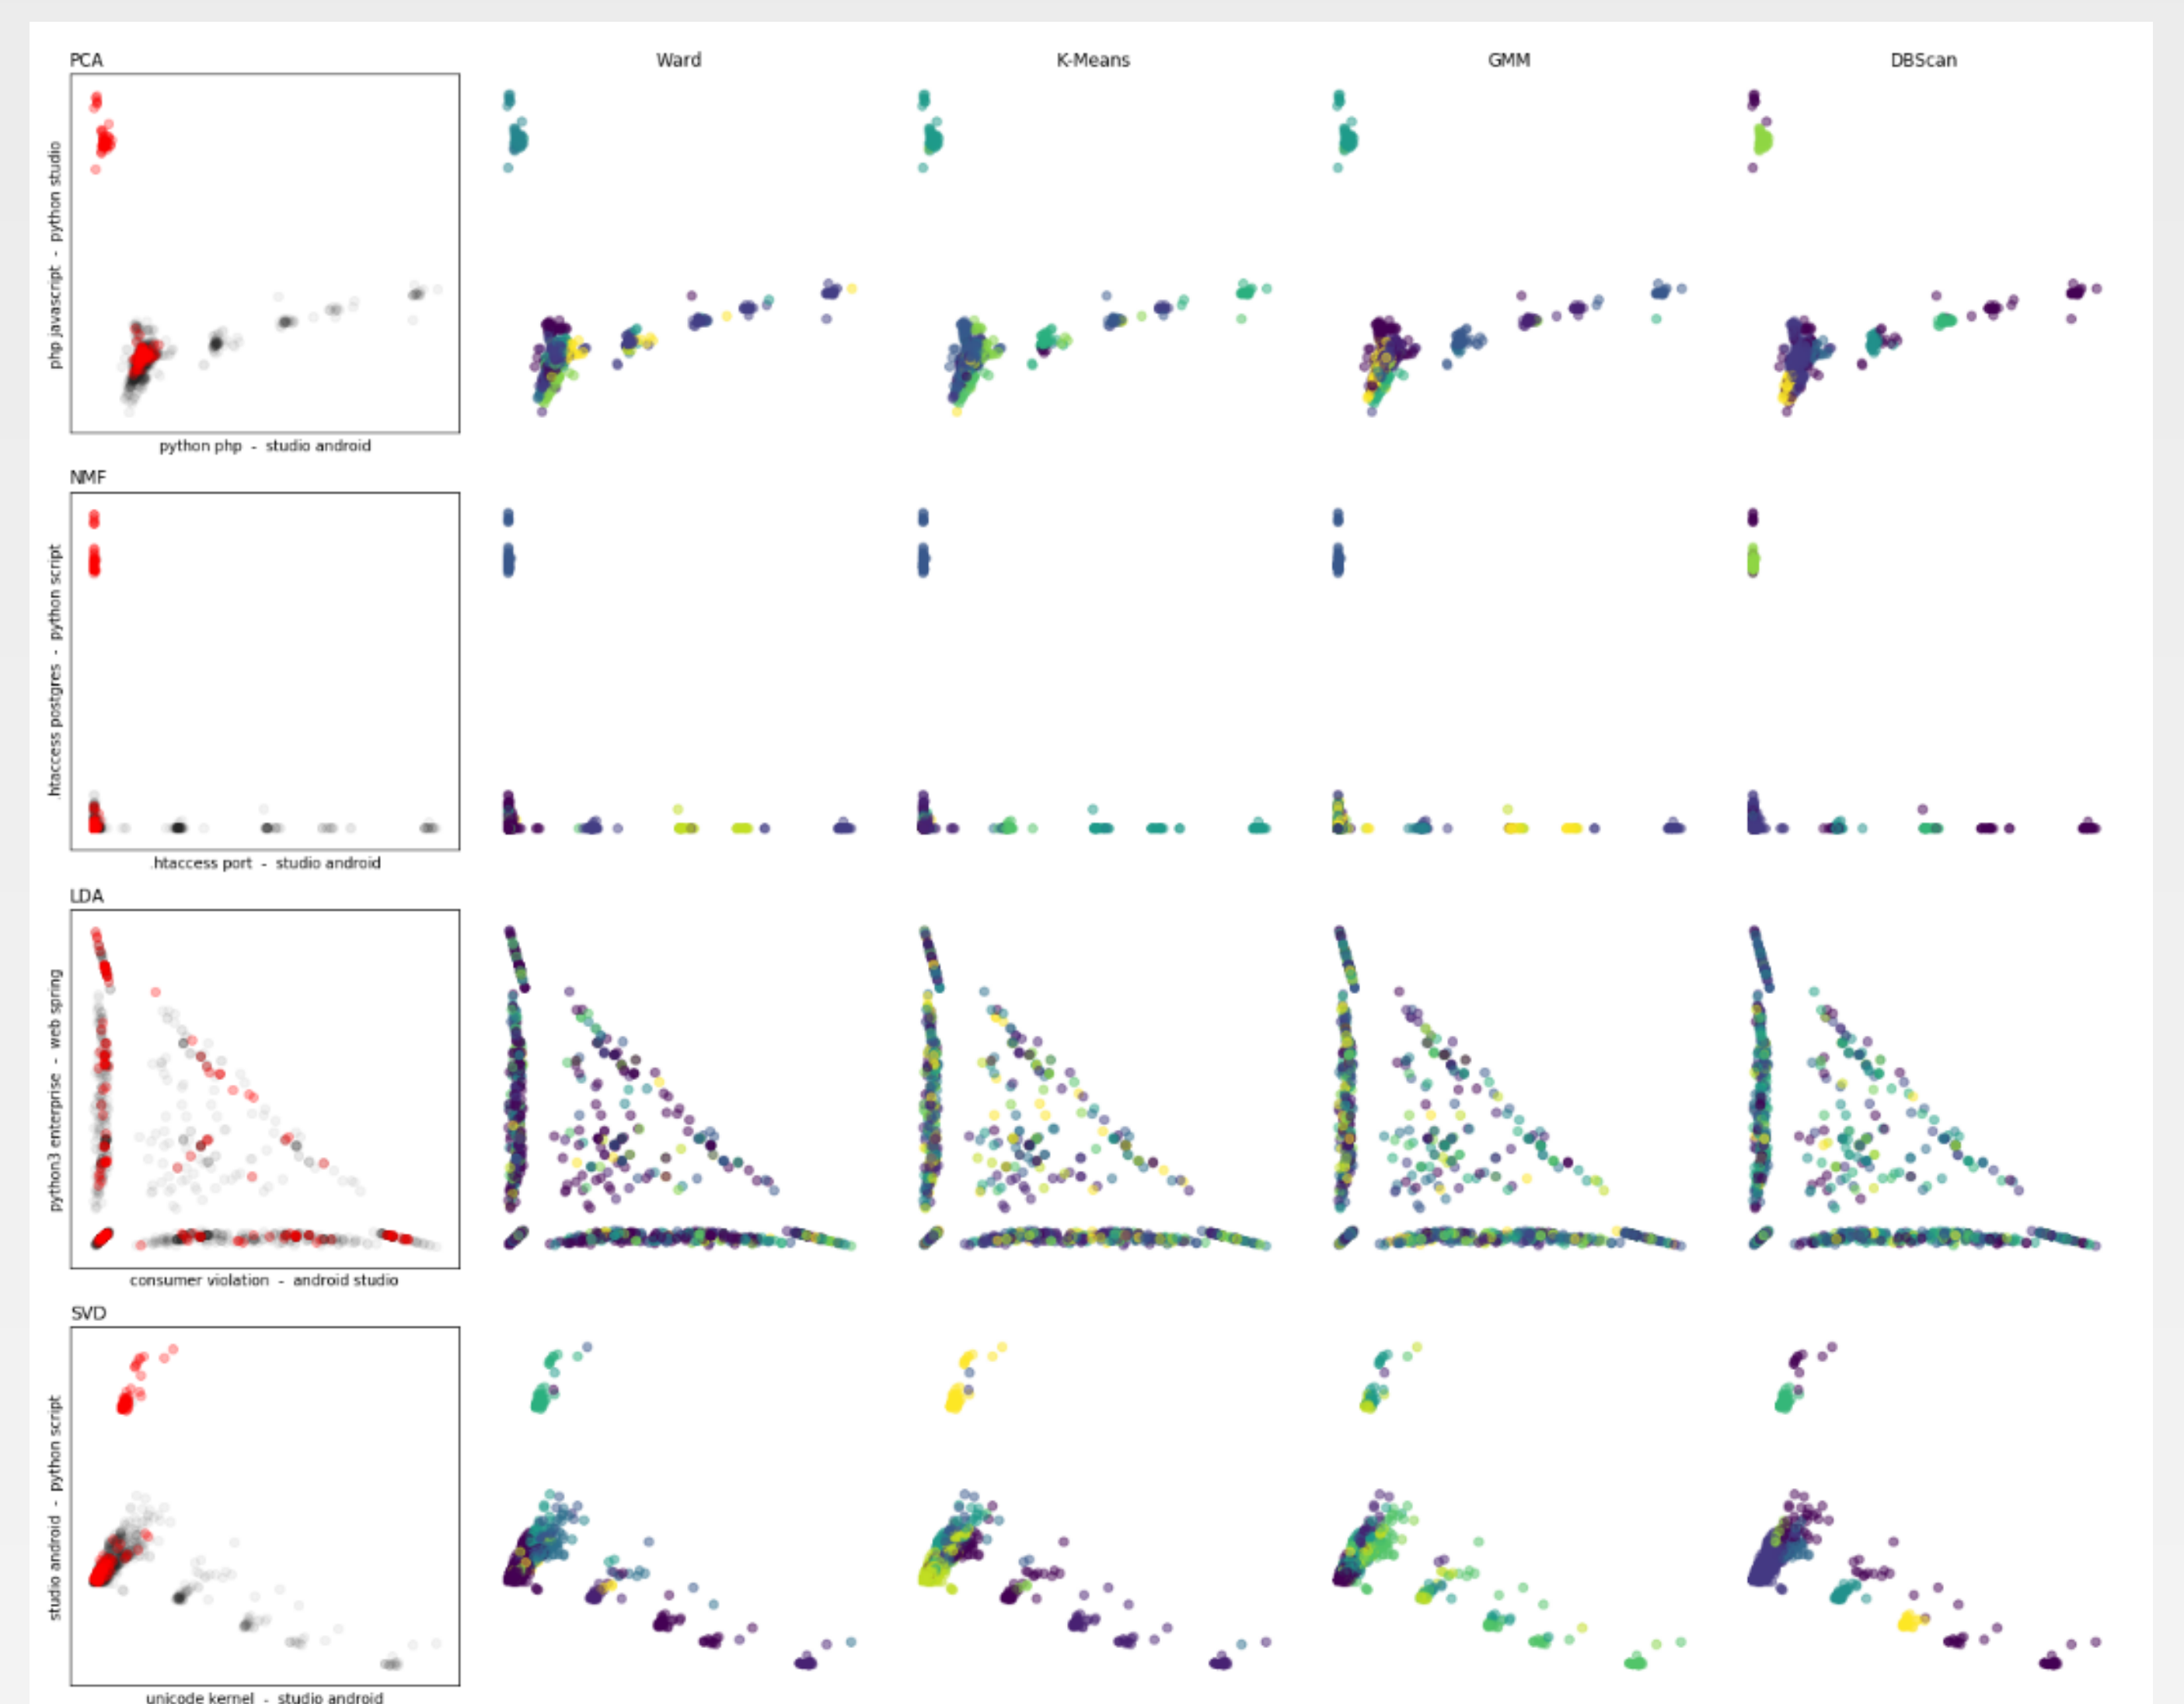 PCA
Ward
K-Means
GMM
DBScan
php javascript - python studio
python php - studio android
NMF
.htaccess postgres - python script
.htaccess port - studio android
LDA
python3 enterprise - web spring
consumer violation - android studio
SVD
studio android - python script
unicode kernel - studio android